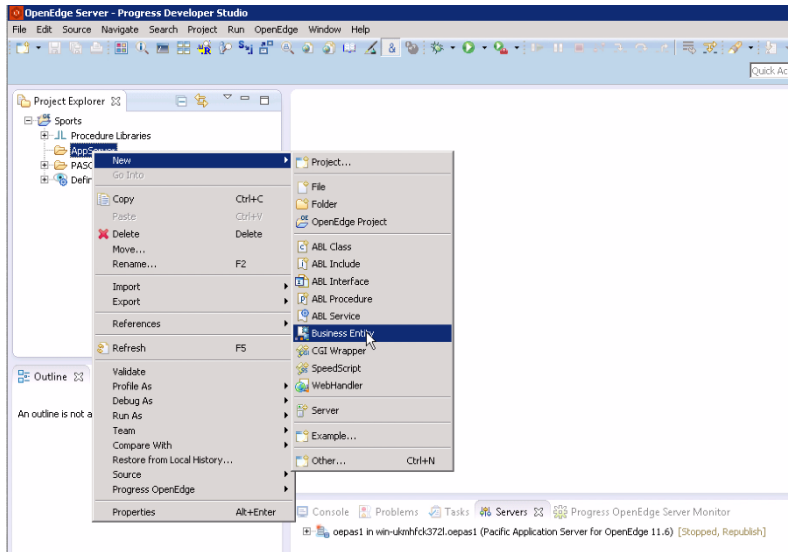 OpenEdge Server - Progress Developer Studio
File Edit Source Navigate Search Project Run OpenEdge Window Help
Quick Ac
Project Explorer
Sports
Procedure Libraries
AppServer
PASO
Defin
New
Go Into
Copy Ctrl+C
Paste Ctrl+V
Delete Delete
Move...
Rename... F2
Import
Export
References
Refresh F5
Validate
Profile As
Debug As
Run As
Team
Compare With
Restore from Local History...
Source
Progress OpenEdge
Properties Alt+Enter
Project...
File
Folder
OpenEdge Project
ABL Class
ABL Include
ABL Interface
ABL Procedure
ABL Service
Business Entity
CGI Wrapper
SpeedScript
WebHandler
Server
Example...
Other... Ctrl+N
Outline
An outline is not a
Console Problems Tasks Servers Progress OpenEdge Server Monitor
oepas1 in win-ukmhfck372l.oepas1 (Pacific Application Server for OpenEdge 11.6) [Stopped, Republish]